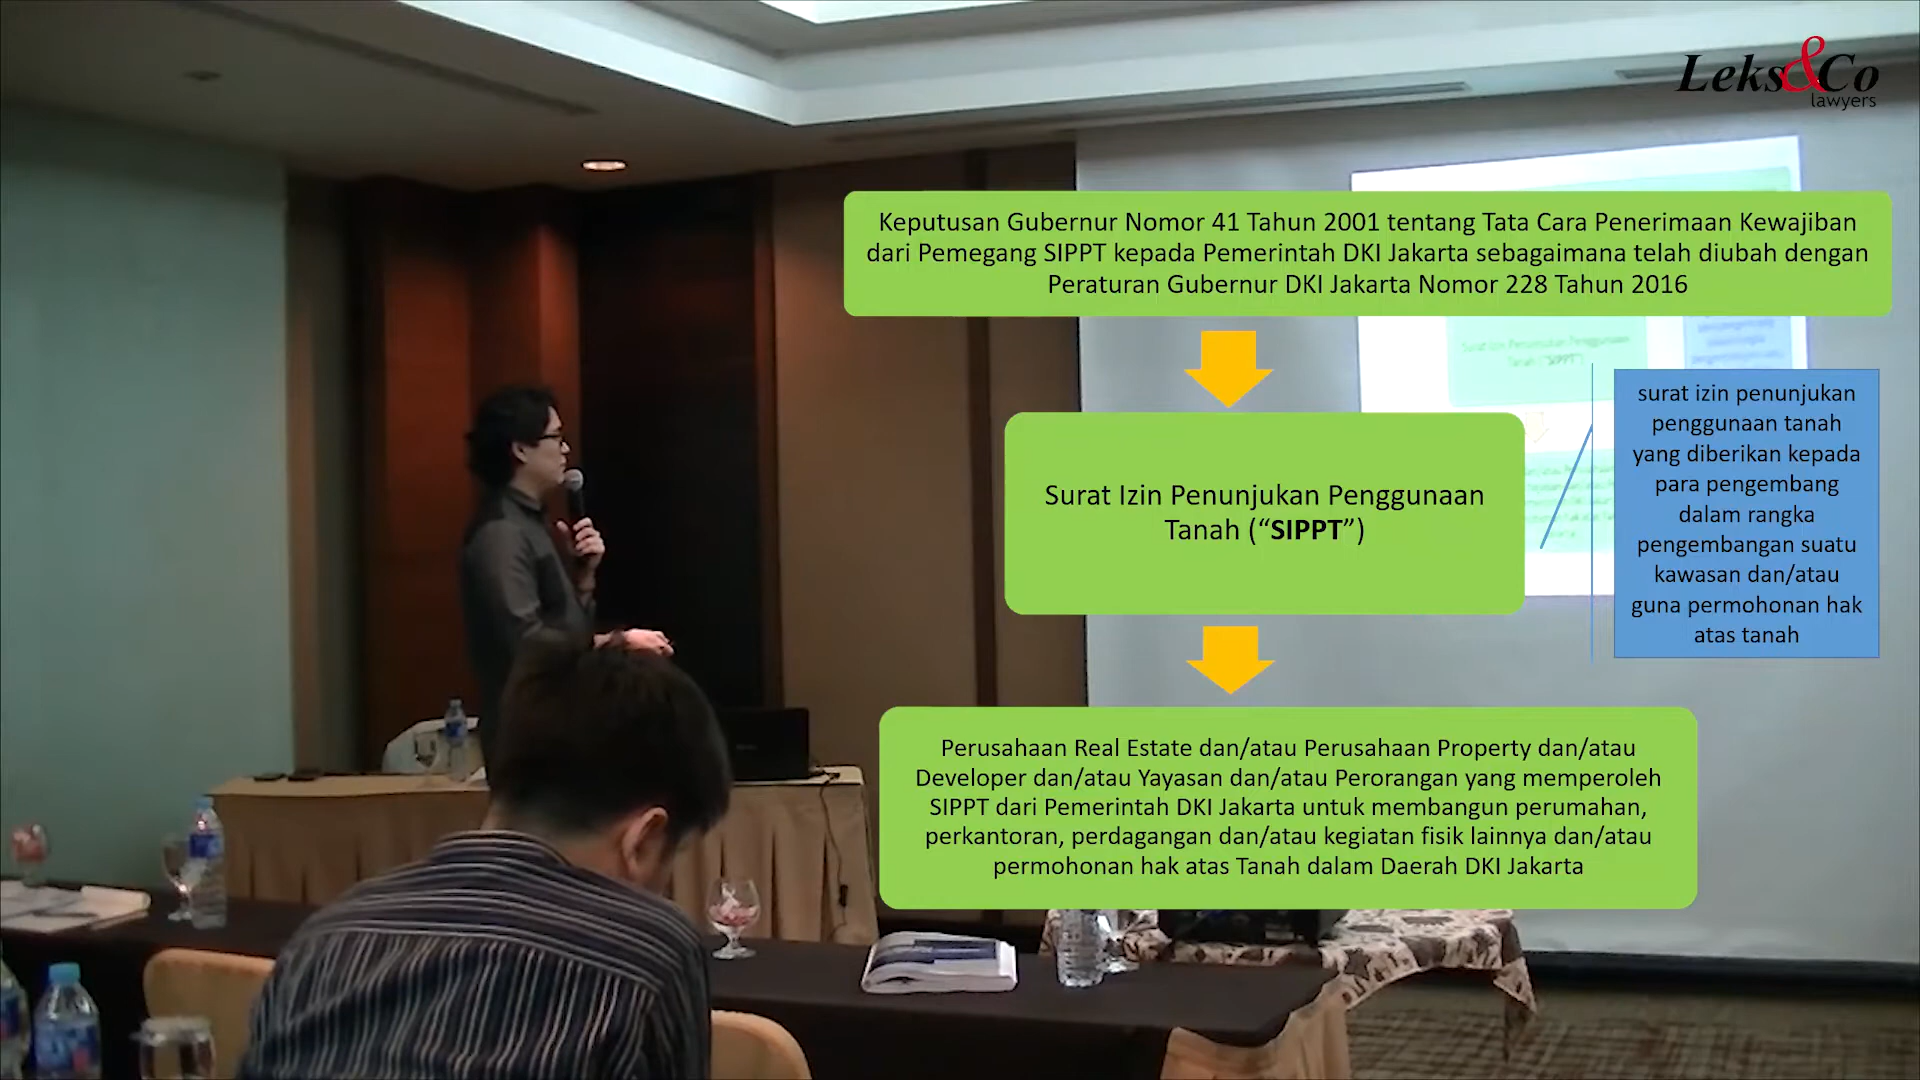 Leks&Co
lawyers
Keputusan Gubernur Nomor 41 Tahun 2001 tentang Tata Cara Penerimaan Kewajiban
dari Pemegang SIPPT kepada Pemerintah DKI Jakarta sebagaimana telah diubah dengan
Peraturan Gubernur DKI Jakarta Nomor 228 Tahun 2016
Surat Izin Penunjukan Penggunaan
Tanah (“SIPPT”)
surat izin penunjukan
penggunaan tanah
yang diberikan kepada
para pengembang
dalam rangka
pengembangan suatu
kawasan dan/atau
guna permohonan hak
atas tanah
Perusahaan Real Estate dan/atau Perusahaan Property dan/atau
Developer dan/atau Yayasan dan/atau Perorangan yang memperoleh
SIPPT dari Pemerintah DKI Jakarta untuk membangun perumahan,
perkantoran, perdagangan dan/atau kegiatan fisik lainnya dan/atau
permohonan hak atas Tanah dalam Daerah DKI Jakarta